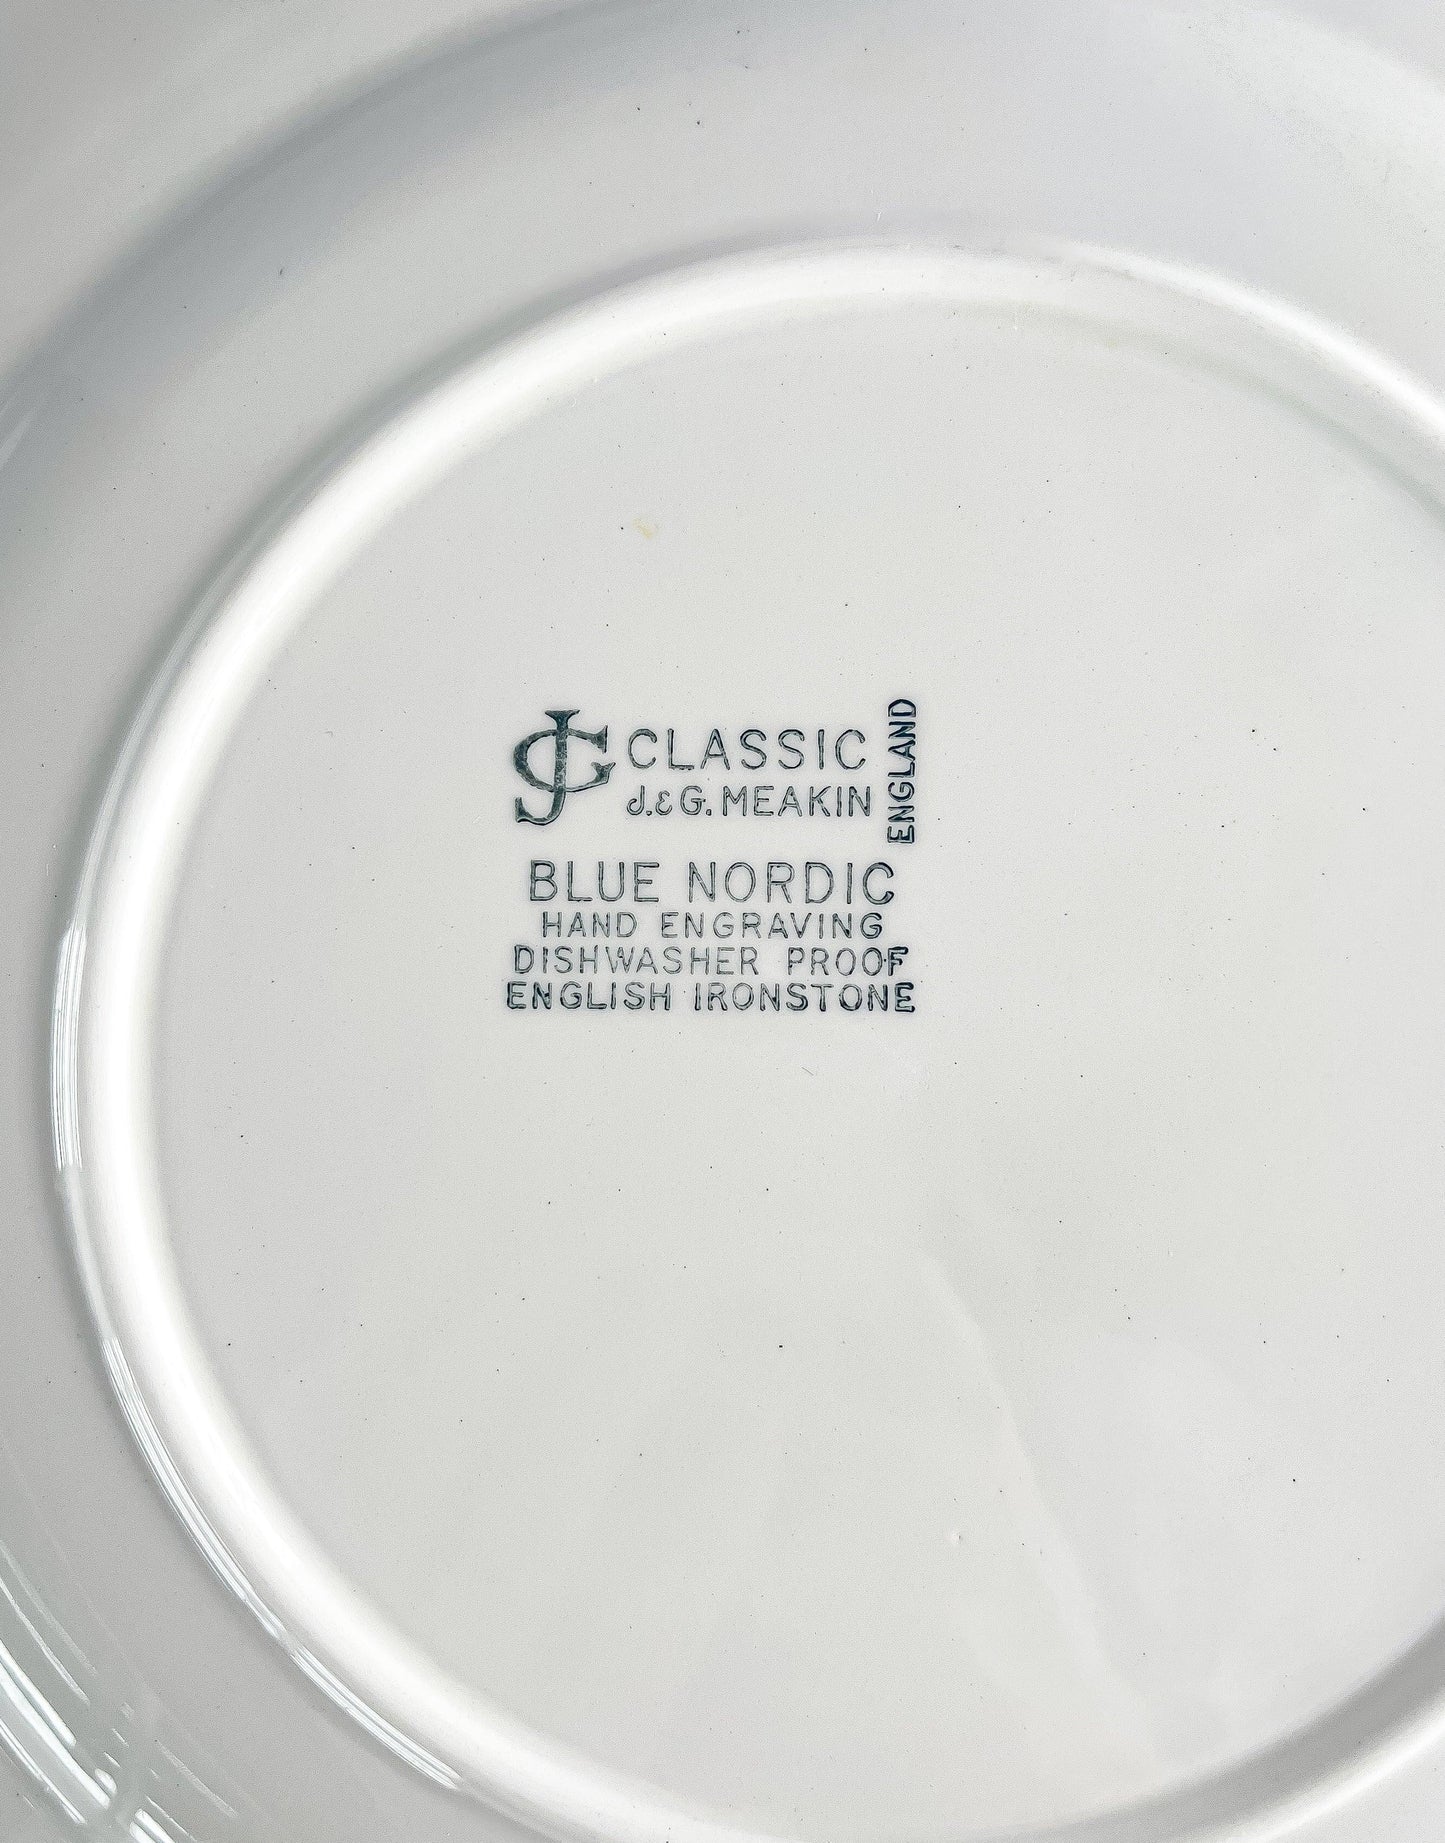 JG CLASSIC
J.&G. MEAKIN
ENGLAND
BLUE NORDIC
HAND ENGRAVING
DISHWASHER PROOF
ENGLISH IRONSTONE